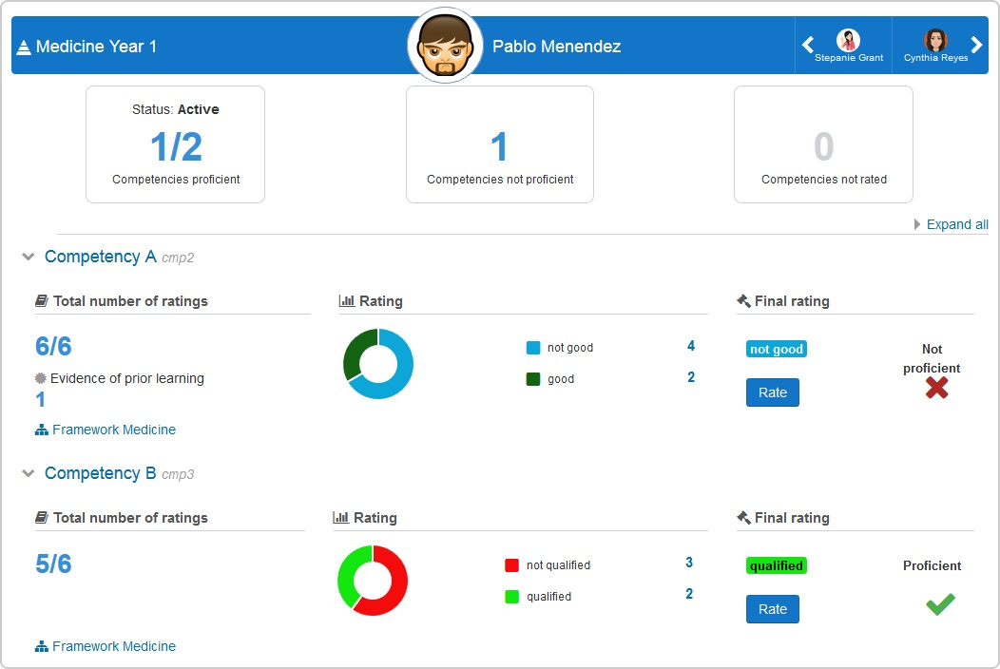 Medicine Year 1
Pablo Menendez
Stepanie Grant
Cynthia Reyes
Status: Active
1/2
Competencies proficient
1
Competencies not proficient
0
Competencies not rated
Expand all
Competency A cmp2
Total number of ratings
6/6
Evidence of prior learning
1
Framework Medicine
Rating
not good 4
good 2
Final rating
not good
Rate
Not
proficient
Competency B cmp3
Total number of ratings
5/6
Framework Medicine
Rating
not qualified 3
qualified 2
Final rating
qualified
Rate
Proficient